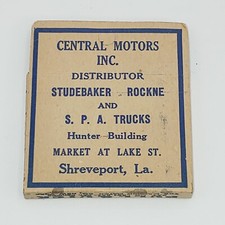 CENTRAL MOTORS
INC.
DISTRIBUTOR
STUDEBAKER ROCKNE
AND
S. P. A. TRUCKS
Hunter Building
MARKET AT LAKE ST.
Shreveport, La.